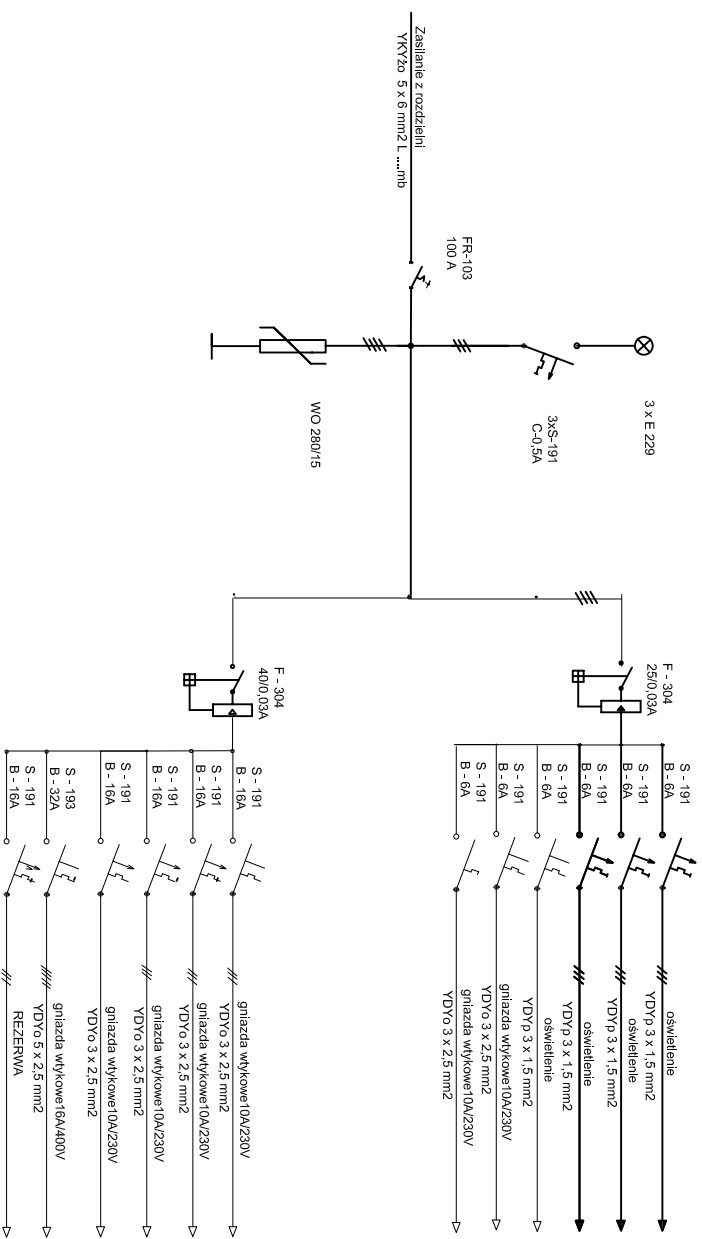 Zasilanie z rozdzielni
YKYżo 5 x 6 mm2 L ....mb
FR-103
100 A
3 x E 229
3xS-191
C-0,5A
WO 280/15
F - 304
25/0,03A
F - 304
40/0,03A
S - 191
B - 6A
S - 191
B - 6A
S - 191
B - 6A
S - 191
B - 6A
S - 191
B - 6A
S - 191
B - 6A
oświetlenie
YDYp 3 x 1,5 mm2
oświetlenie
YDYp 3 x 1,5 mm2
oświetlenie
YDYp 3 x 1,5 mm2
oświetlenie
YDYp 3 x 1,5 mm2
gniazda wtykowe10A/230V
YDYo 3 x 2,5 mm2
gniazda wtykowe10A/230V
YDYo 3 x 2,5 mm2
S - 191
B - 16A
S - 191
B - 16A
S - 191
B - 16A
S - 191
B - 16A
S - 193
B - 32A
S - 191
B - 16A
gniazda wtykowe10A/230V
YDYo 3 x 2,5 mm2
gniazda wtykowe10A/230V
YDYo 3 x 2,5 mm2
gniazda wtykowe10A/230V
YDYo 3 x 2,5 mm2
gniazda wtykowe10A/230V
YDYo 3 x 2,5 mm2
gniazda wtykowe16A/400V
YDYo 5 x 2,5 mm2
REZERWA